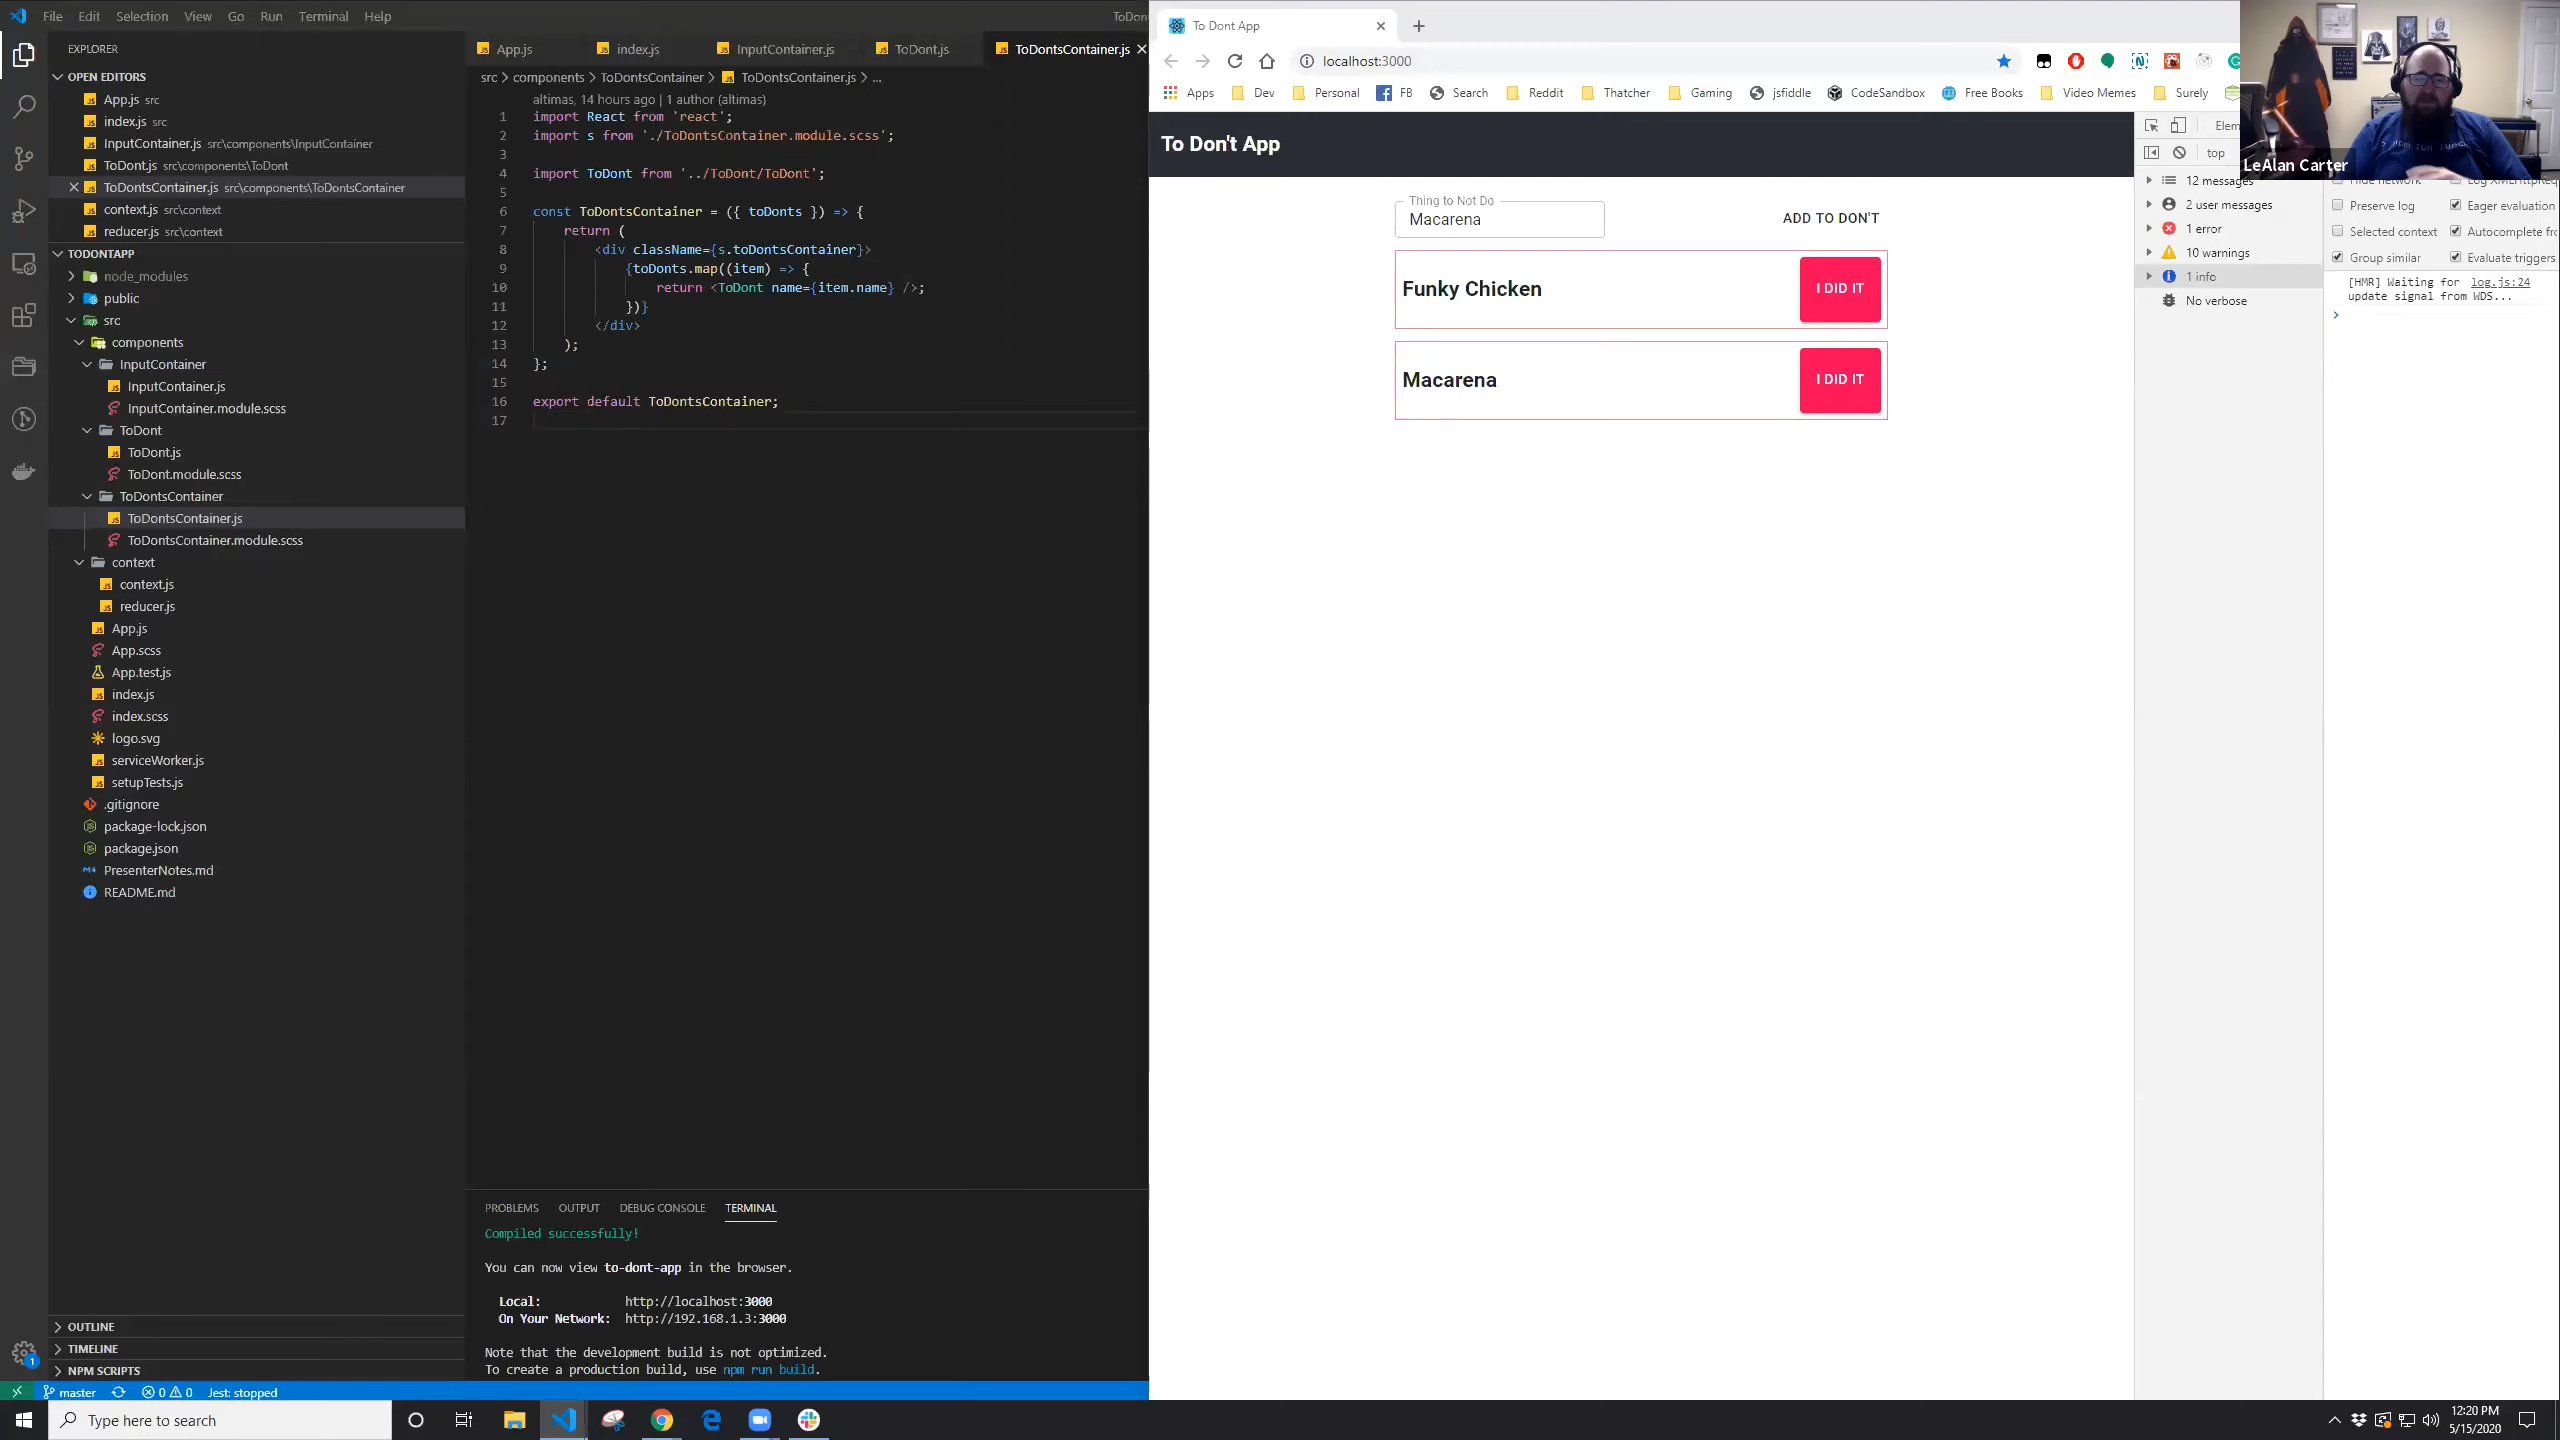 File Edit Selection View Go Run Terminal Help
ToDon
EXPLORER
OPEN EDITORS
App.js src
index.js src
InputContainer.js src\components\InputContainer
ToDont.js src\components\ToDont
ToDontsContainer.js src\components\ToDontsContainer
context.js src\context
reducer.js src\context
TODONTAPP
node_modules
public
src
components
InputContainer
InputContainer.js
InputContainer.module.scss
ToDont
ToDont.js
ToDont.module.scss
ToDontsContainer
ToDontsContainer.js
ToDontsContainer.module.scss
context
context.js
reducer.js
App.js
App.scss
App.test.js
index.js
index.scss
logo.svg
serviceWorker.js
setupTests.js
.gitignore
package-lock.json
package.json
PresenterNotes.md
README.md
OUTLINE
TIMELINE
NPM SCRIPTS
App.js index.js InputContainer.js ToDont.js ToDontsContainer.js
src > components > ToDontsContainer > ToDontsContainer.js > ...
altimas, 14 hours ago | 1 author (altimas)
1 import React from 'react';
2 import s from './ToDontsContainer.module.scss';
3
4 import ToDont from '../ToDont/ToDont';
5
6 const ToDontsContainer = ({ toDonts }) => {
7 return (
8 <div className={s.toDontsContainer}>
9 {toDonts.map((item) => {
10 return <ToDont name={item.name} />;
11 })}
12 </div>
13 );
14 };
15
16 export default ToDontsContainer;
17
PROBLEMS OUTPUT DEBUG CONSOLE TERMINAL
Compiled successfully!
You can now view to-dont-app in the browser.
Local: http://localhost:3000
On Your Network: http://192.168.1.3:3000
Note that the development build is not optimized.
To create a production build, use npm run build.
1
master 0 0 Jest: stopped
To Dont App
localhost:3000
Apps Dev Personal FB Search Reddit Thatcher Gaming jsfiddle CodeSandbox Free Books Video Memes Surely
To Don't App
Thing to Not Do
Macarena
ADD TO DON'T
Funky Chicken
I DID IT
Macarena
I DID IT
Elem
top
12 messages
2 user messages
1 error
10 warnings
1 info
No verbose
Preserve log Eager evaluation
Selected context Autocomplete fro
Group similar Evaluate triggers
[HMR] Waiting for log.js:24
update signal from WDS...
LeAlan Carter
Type here to search
12:20 PM
5/15/2020